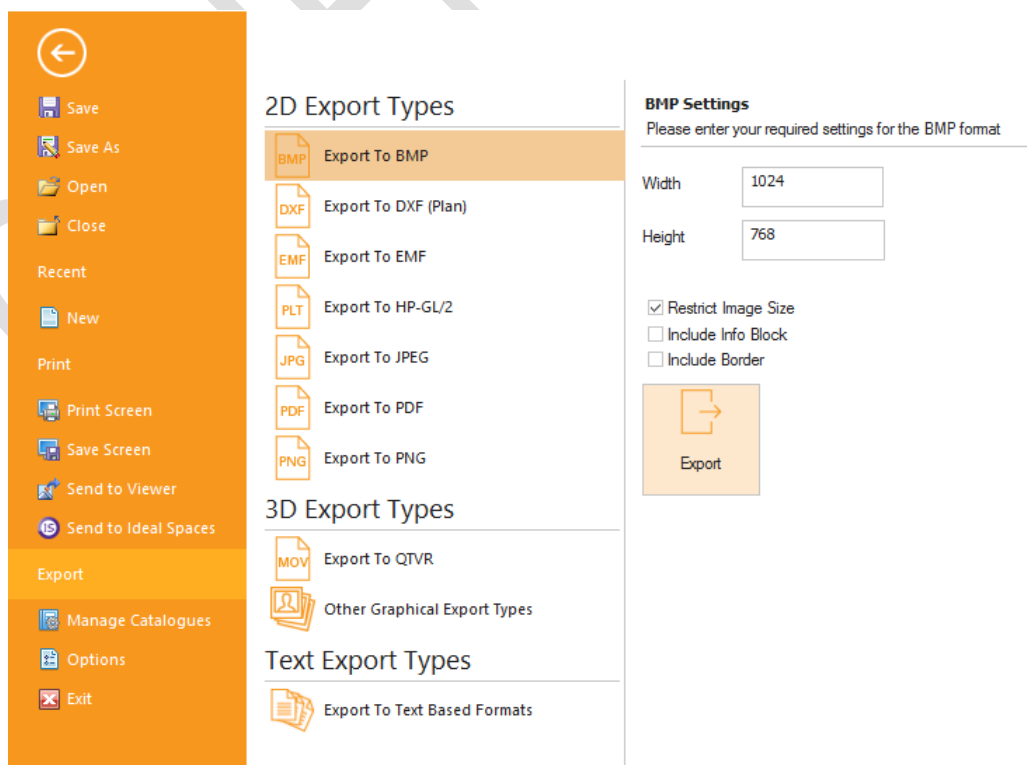 Save
Save As
Open
Close
Recent
New
Print
Print Screen
Save Screen
Send to Viewer
IS Send to Ideal Spaces
Export
Manage Catalogues
Options
Exit
2D Export Types
BMP Export To BMP
DXF Export To DXF (Plan)
EMF Export To EMF
PLT Export To HP-GL/2
JPG Export To JPEG
PDF Export To PDF
PNG Export To PNG
3D Export Types
MOV Export To QTVR
Other Graphical Export Types
Text Export Types
Export To Text Based Formats
BMP Settings
Please enter your required settings for the BMP format
Width 1024
Height 768
Restrict Image Size
Include Info Block
Include Border
Export